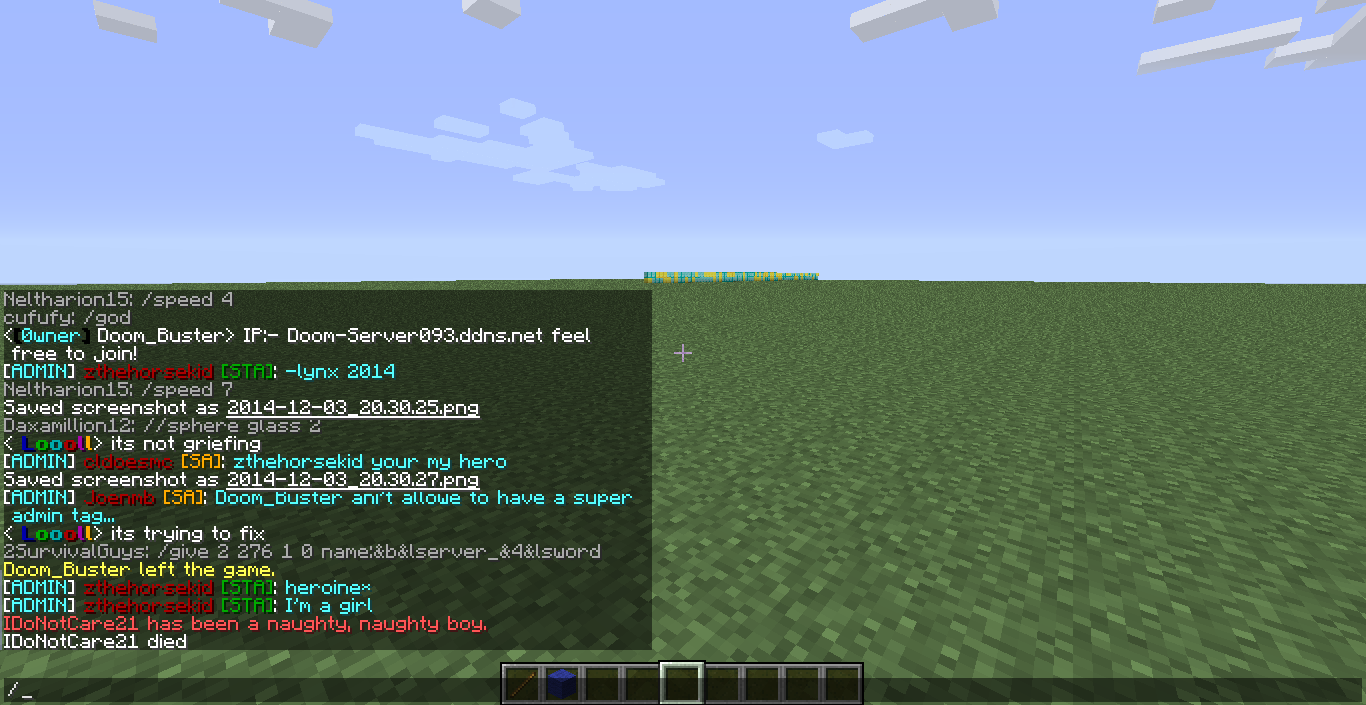 Neltharion15: /speed 4
cufufy: /god
<[0wner] Doom_Buster> IP:- Doom-Server093.ddns.net feel
free to join!
[ADMIN] zthehorsekid [STA]: -lynx 2014
Neltharion15: /speed 7
Saved screenshot as 2014-12-03_20.30.25.png
Daxamillion12: //sphere glass 2
< Loooll> its not griefing
[ADMIN] cldoesmc [SA]: zthehorsekid your my hero
Saved screenshot as 2014-12-03_20.30.27.png
[ADMIN] Joenmb [SA]: Doom_buster ani't allowe to have a super
admin tag...
< Loooll> its trying to fix
2SurvivalGuys: /give 2 276 1 0 name:&b&lserver_&4&lsword
Doom_Buster left the game.
[ADMIN] zthehorsekid [STA]: heroine*
[ADMIN] zthehorsekid [STA]: I'm a girl
IDoNotCare21 has been a naughty, naughty boy.
IDoNotCare21 died
/_